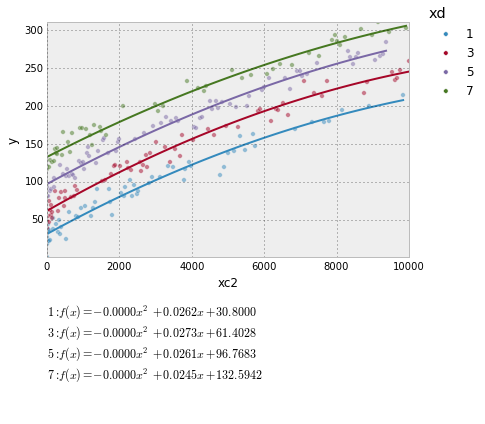 xd
1
3
5
7
300
250
200
150
100
50
y
0
2000
4000
6000
8000
10000
xc2
1 : f(x) = −0.0000x² +0.0262x+30.8000
3 : f(x) = −0.0000x² +0.0273x+61.4028
5 : f(x) = −0.0000x² +0.0261x+96.7683
7 : f(x) = −0.0000x² +0.0245x+132.5942